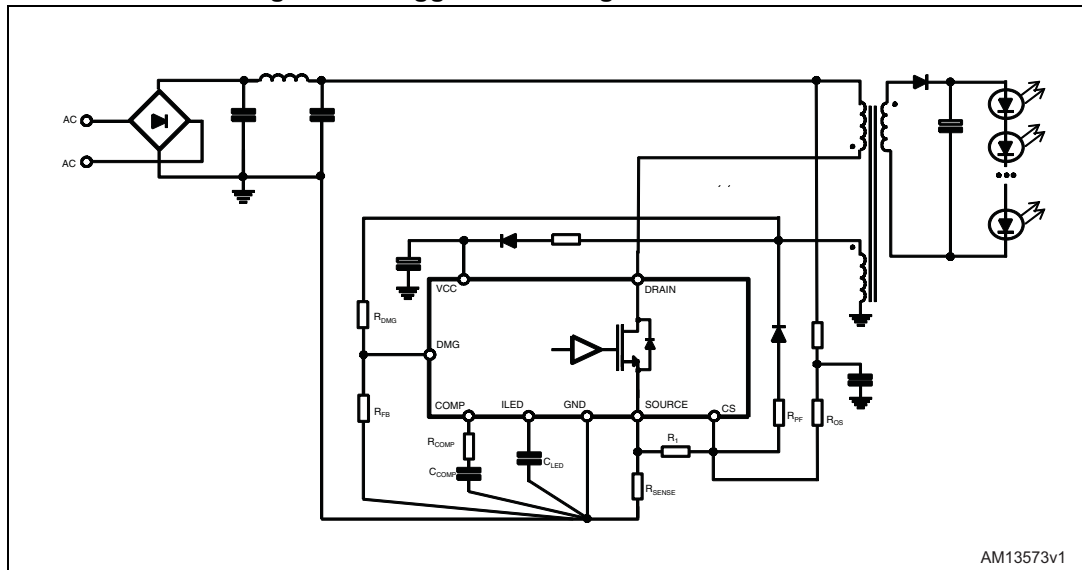 AC
AC
VCC
DRAIN
R_DMG
DMG
R_FB
COMP
ILED
GND
SOURCE
CS
R_COMP
C_COMP
C_LED
R_1
R_SENSE
R_PF
R_OS
AM13573v1